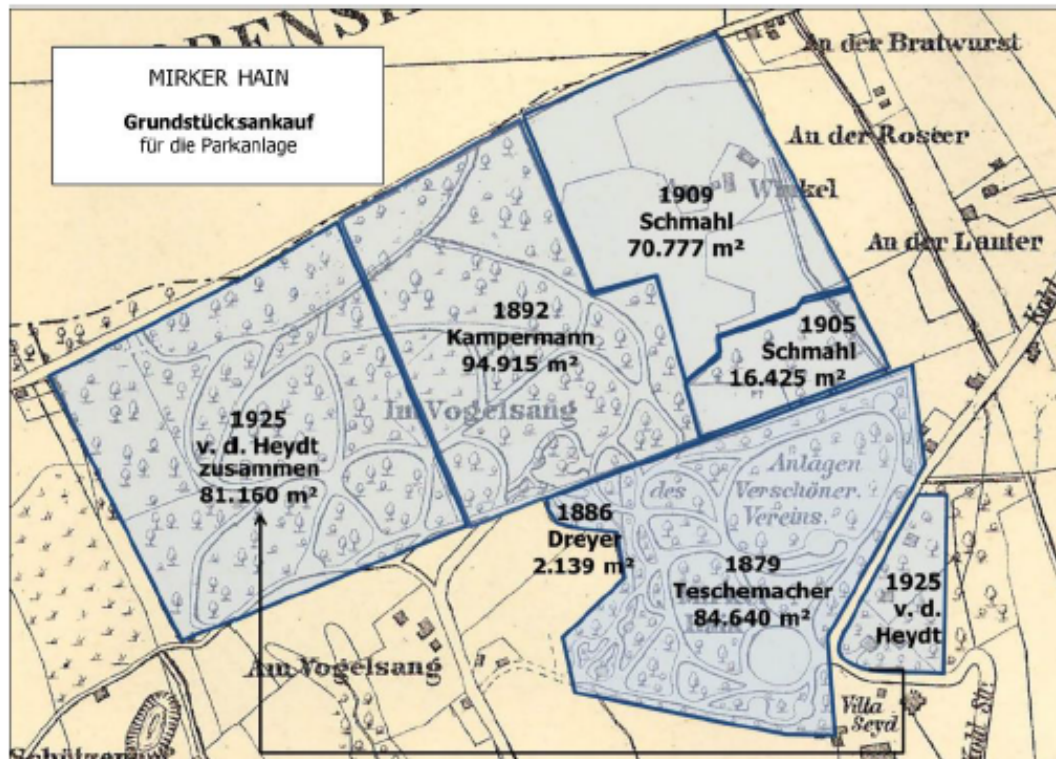 MIRKER HAIN
Grundstücksankauf
für die Parkanlage
An der Bratwurst
An der Roster
An der Lauter
Winkel
1909
Schmahl
70.777 m²
1905
Schmahl
16.425 m²
1892
Kampermann
94.915 m²
Im Vogelsang
1925
v. d. Heydt
zusammen
81.160 m²
Anlagen
des Verschöner.
Vereins.
1886
Dreyer
2.139 m²
1879
Teschemacher
84.640 m²
1925
v. d.
Heydt
Am Vogelsang
Villa
Seyd